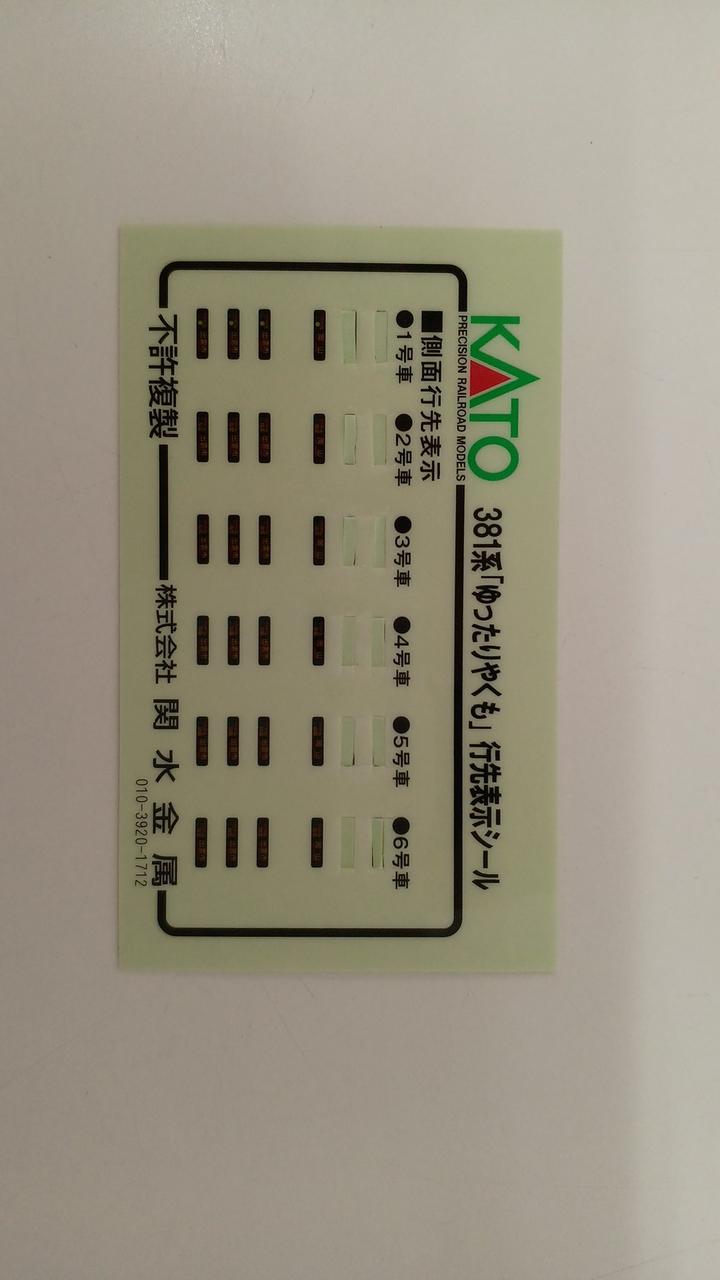 KATO
PRECISION RAILROAD MODELS
381系「ゆったりやくも」行先表示シール
■側面行先表示
●1号車 ●2号車 ●3号車 ●4号車 ●5号車 ●6号車
不許複製
株式会社 関水金属
010-3920-1712